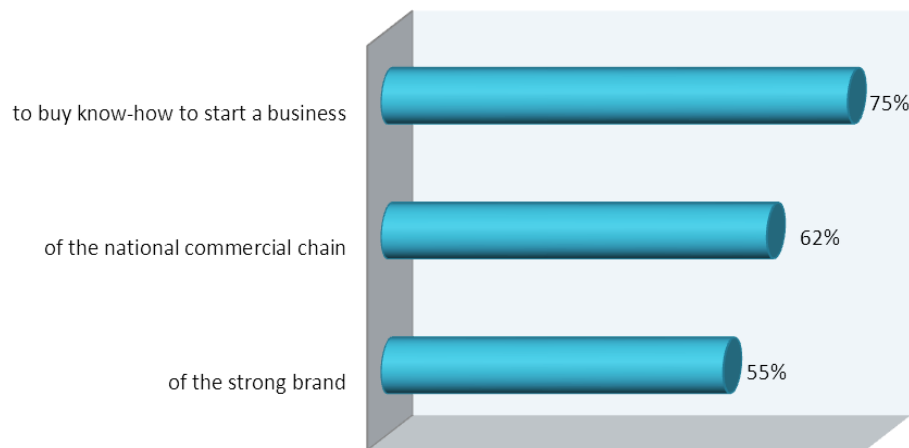 to buy know-how to start a business
75%
of the national commercial chain
62%
of the strong brand
55%